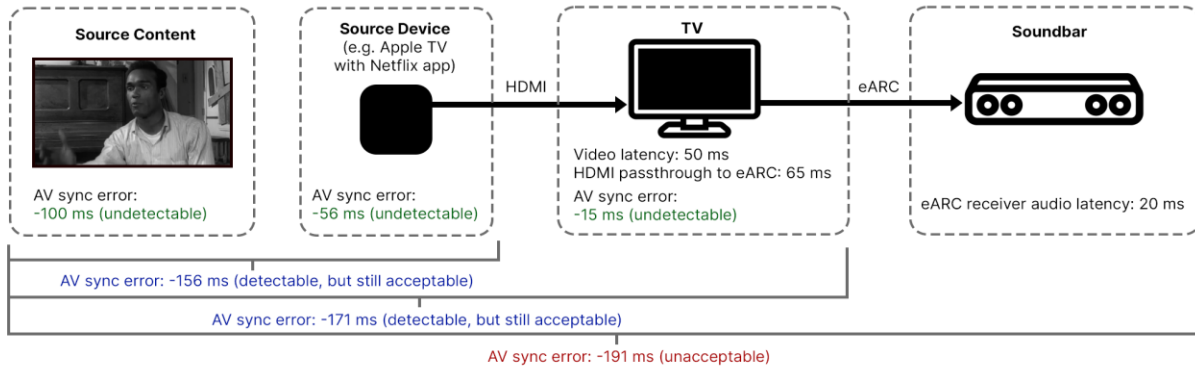 Source Content
AV sync error:
-100 ms (undetectable)
Source Device
(e.g. Apple TV
with Netflix app)
AV sync error:
-56 ms (undetectable)
HDMI
TV
Video latency: 50 ms
HDMI passthrough to eARC: 65 ms
AV sync error:
-15 ms (undetectable)
eARC
Soundbar
eARC receiver audio latency: 20 ms
AV sync error: -156 ms (detectable, but still acceptable)
AV sync error: -171 ms (detectable, but still acceptable)
AV sync error: -191 ms (unacceptable)